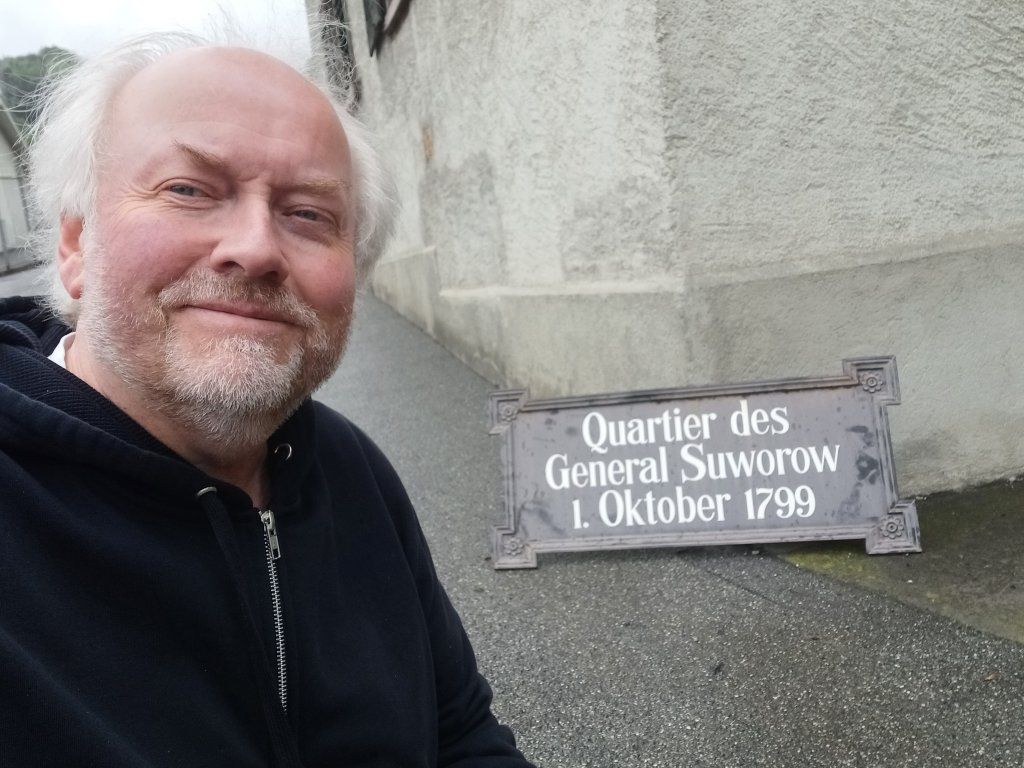 Quartier des
General Suworow
1. Oktober 1799